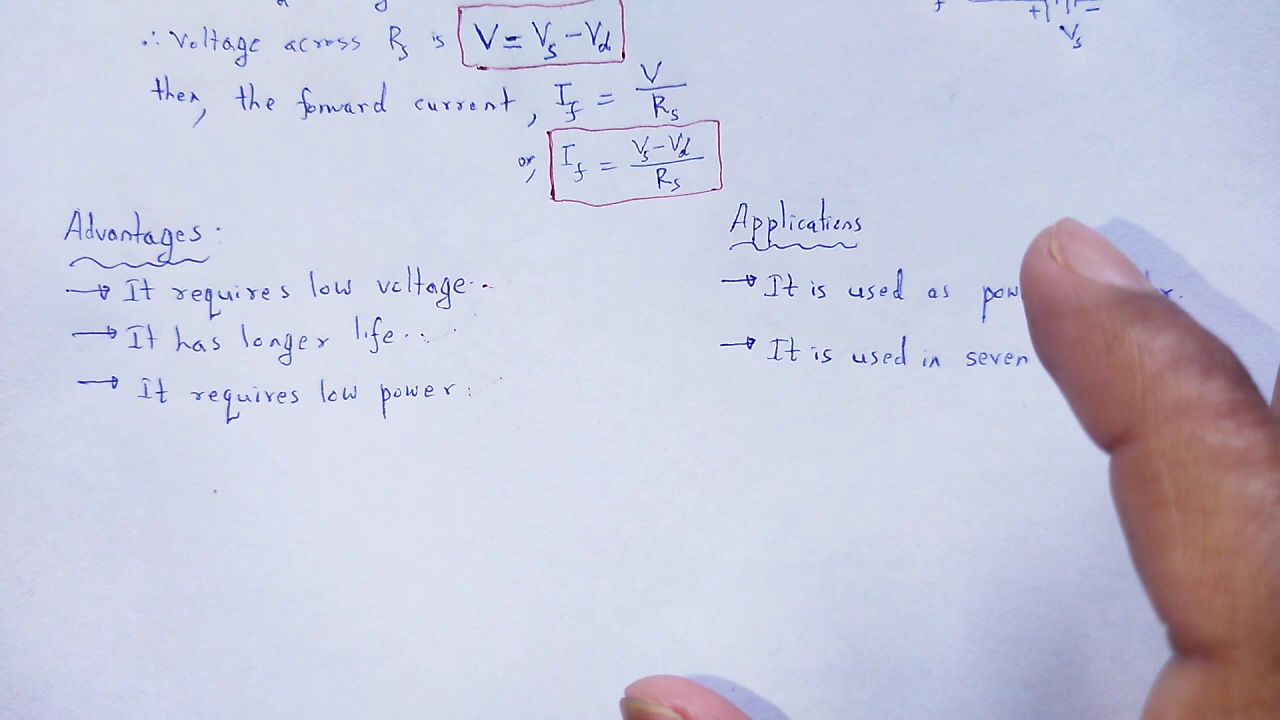 ∴ Voltage across Rs is V = Vs - Vd
then, the forward current, If = V / Rs
or, If = (Vs - Vd) / Rs
Advantages:
→ It requires low voltage..
→ It has longer life..
→ It requires low power:
Applications
→ It is used as
→ It is used in seven
+ -
Vs